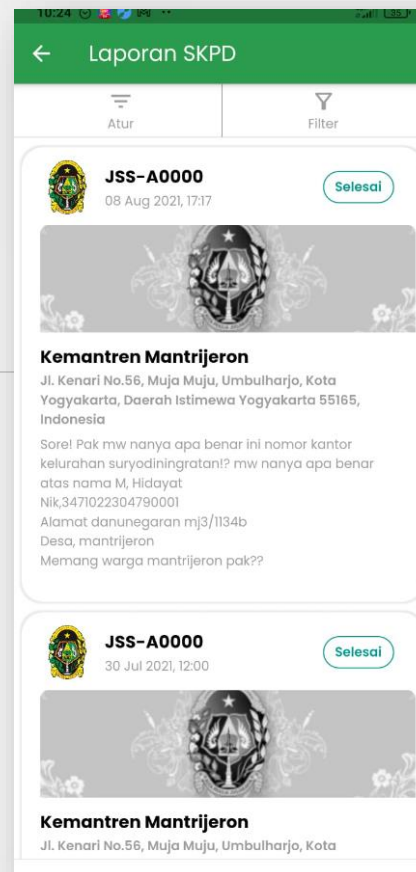 10:24
Laporan SKPD
Atur
Filter
JSS-A0000
Selesai
08 Aug 2021, 17:17
Kemantren Mantrijeron
Jl. Kenari No.56, Muja Muju, Umbulharjo, Kota
Yogyakarta, Daerah Istimewa Yogyakarta 55165,
Indonesia
Sore! Pak mw nanya apa benar ini nomor kantor
kelurahan suryodiningratan!? mw nanya apa benar
atas nama M, Hidayat
Nik,3471022304790001
Alamat danunegaran mj3/1134b
Desa, mantrijeron
Memang warga mantrijeron pak??
JSS-A0000
Selesai
30 Jul 2021, 12:00
Kemantren Mantrijeron
Jl. Kenari No.56, Muja Muju, Umbulharjo, Kota